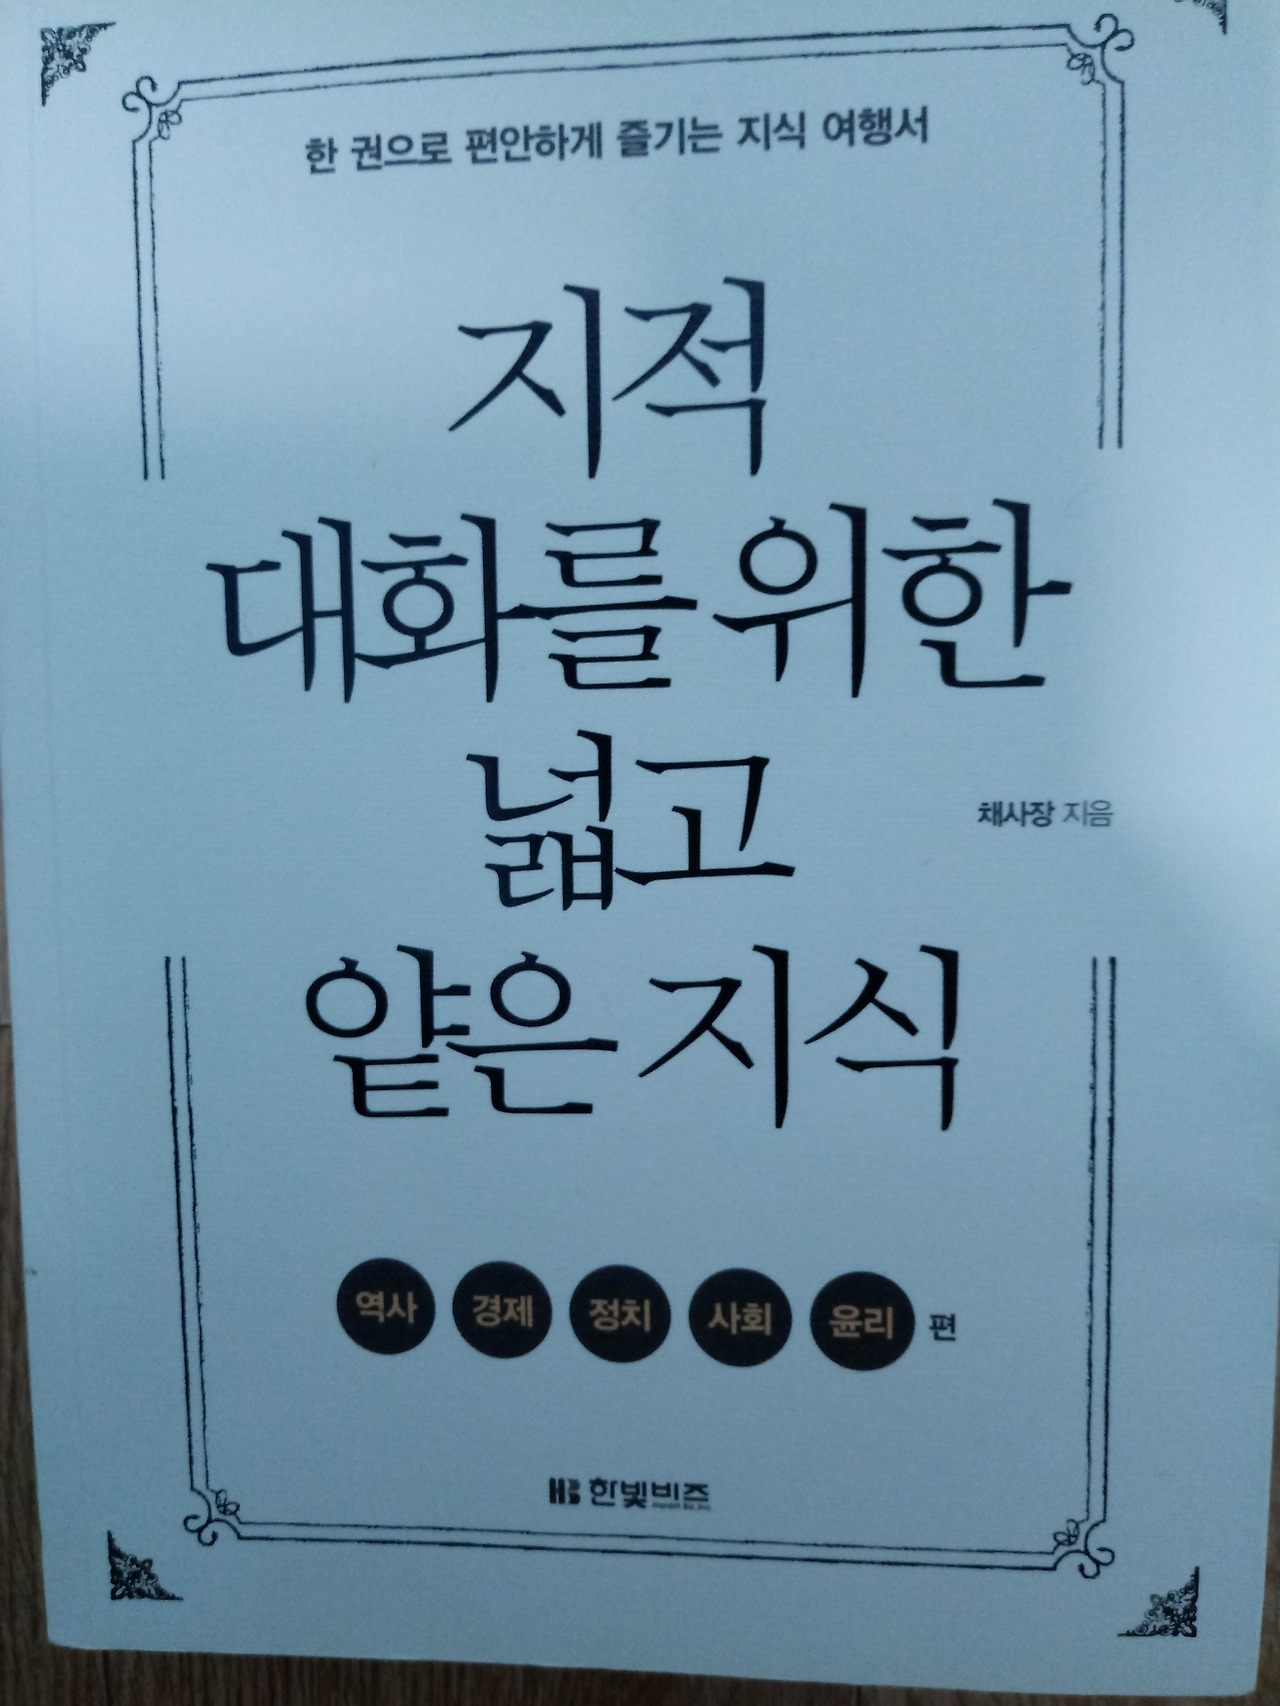 한 권으로 편안하게 즐기는 지식 여행서
지적
대화를 위한
넓고
채사장 지음
얕은 지식
역사 경제 정치 사회 윤리 편
HB 한빛비즈